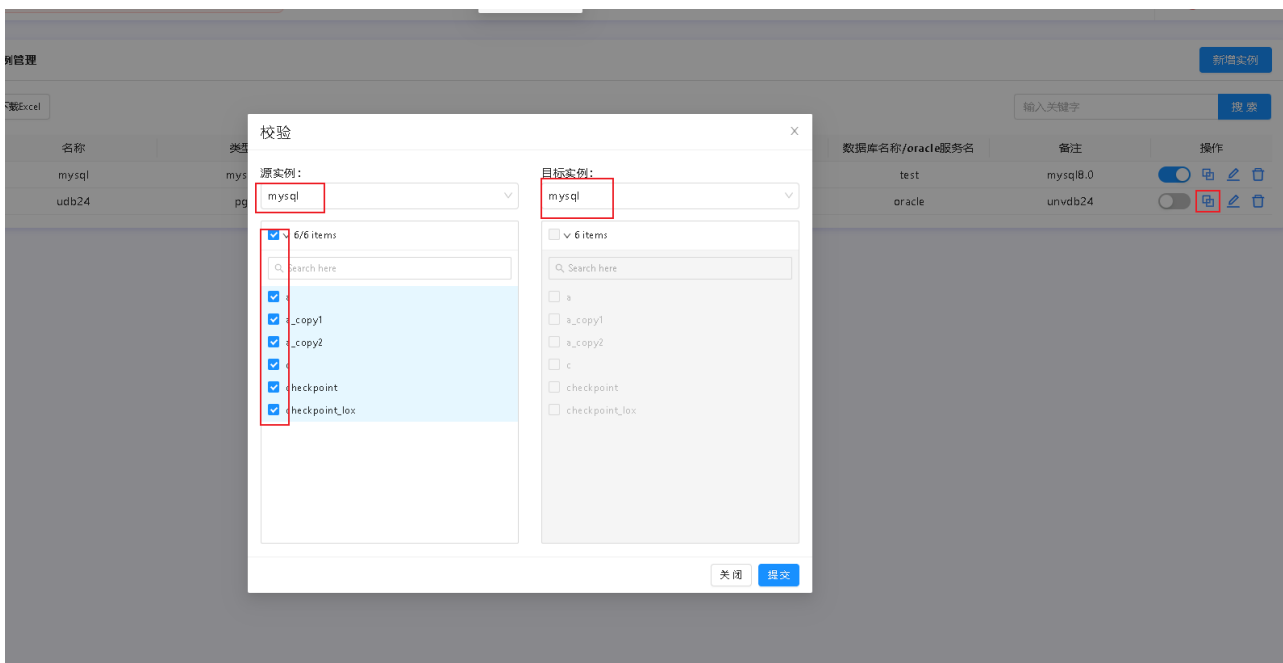 例管理
新增实例
下载Excel
输入关键字
搜 索
名称
类型
数据库名称/oracle服务名
备注
操作
mysql
mys
test
mysql8.0
udb24
pg
oracle
unvdb24
校验
源实例:
目标实例:
mysql
mysql
6/6 items
6 items
Search here
Search here
a
a
a_copy1
a_copy1
a_copy2
a_copy2
c
c
checkpoint
checkpoint
checkpoint_lox
checkpoint_lox
关 闭
提 交